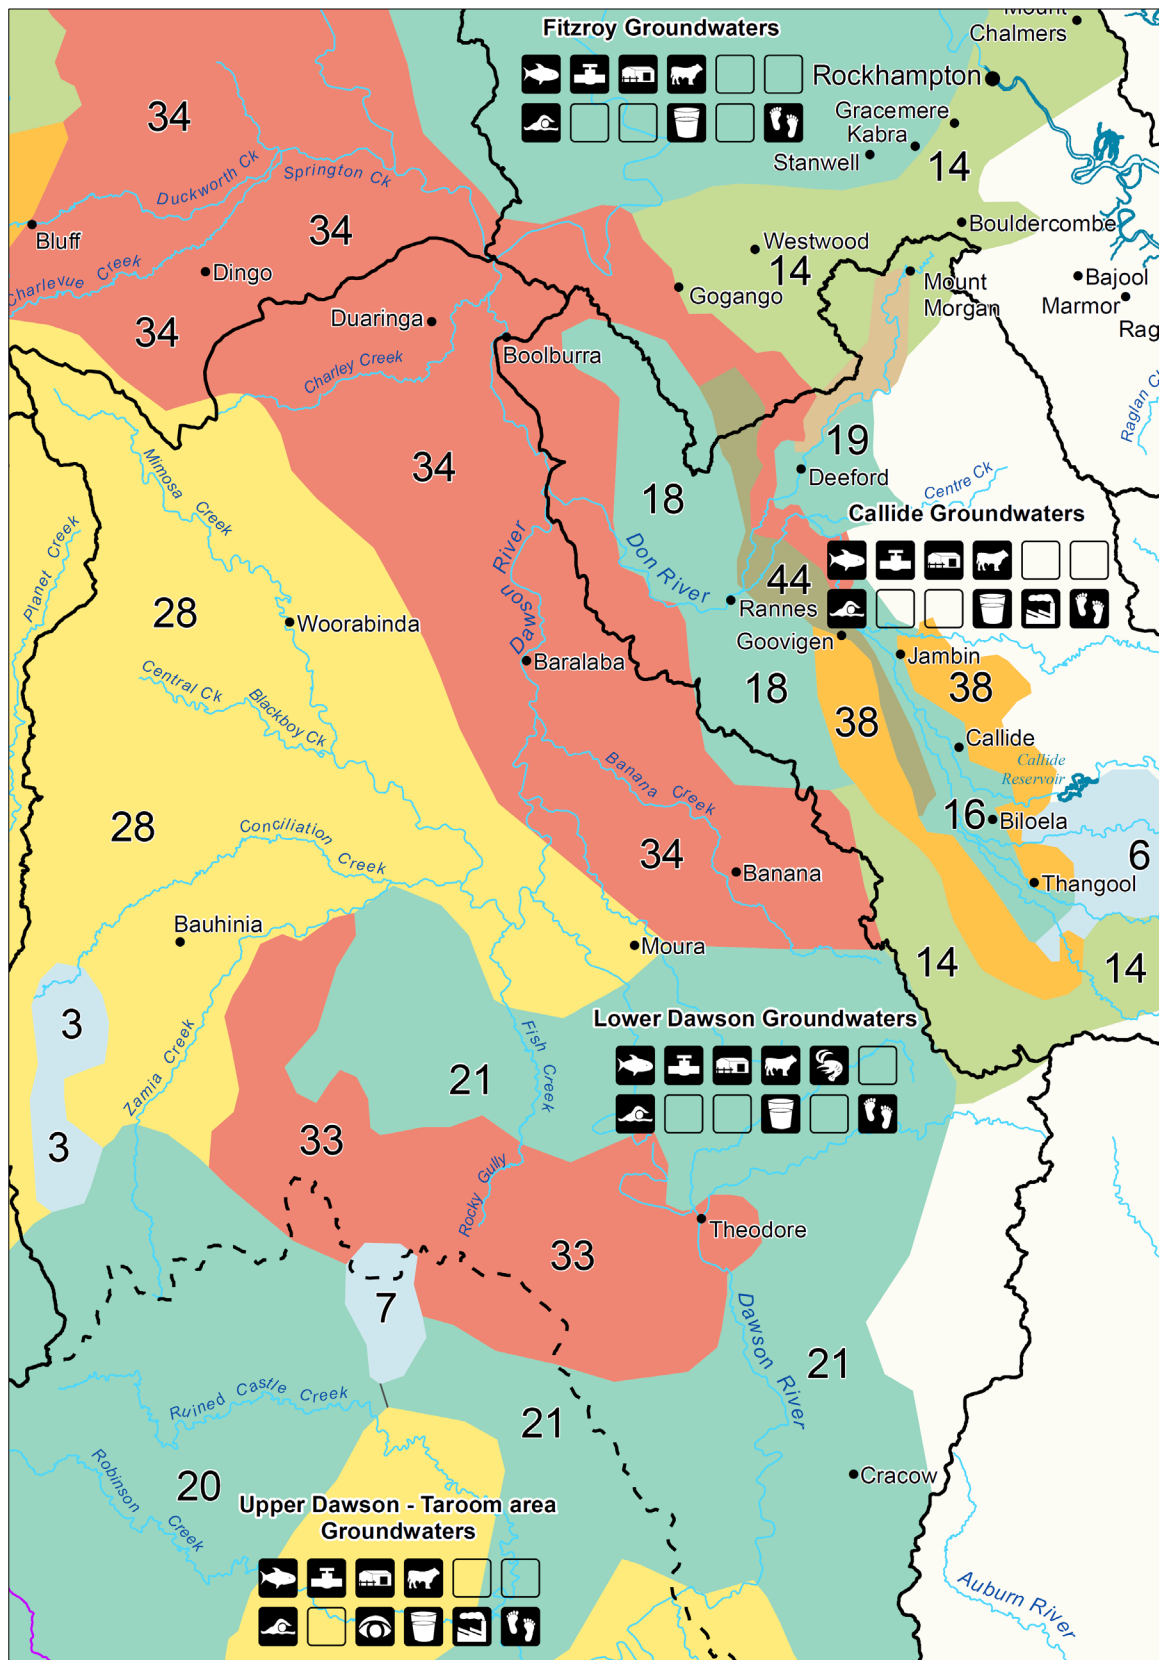 Mount
Chalmers
Fitzroy Groundwaters
Rockhampton
Gracemere
Kabra
Stanwell
34
14
Duckworth Ck
Springton Ck
34
Bluff
Bouldercombe
Westwood
14
Charlevue Creek
Dingo
Gogango
Mount
Morgan
Bajool
Marmor
Rag
34
Duaringa
Boolburra
Charley Creek
Raglan C
19
34
Deeford
Mimosa Creek
18
Centre Ck
Callide Groundwaters
Planet Creek
Dawson River
Don River
44
28
Woorabinda
Rannes
Goovigen
Jambin
Baralaba
Central Ck
Blackboy Ck
18
38
38
Callide
Callide
Reservoir
Banana Creek
28
Conciliation Creek
16
Biloela
34
6
Banana
Thangool
Bauhinia
Moura
14
14
3
Lower Dawson Groundwaters
Fish Creek
Zamia Creek
21
3
33
Rocky Gully
Theodore
33
7
Dawson River
21
Ruined Castle Creek
21
Robinson Creek
20
Cracow
Upper Dawson - Taroom area
Groundwaters
Auburn River